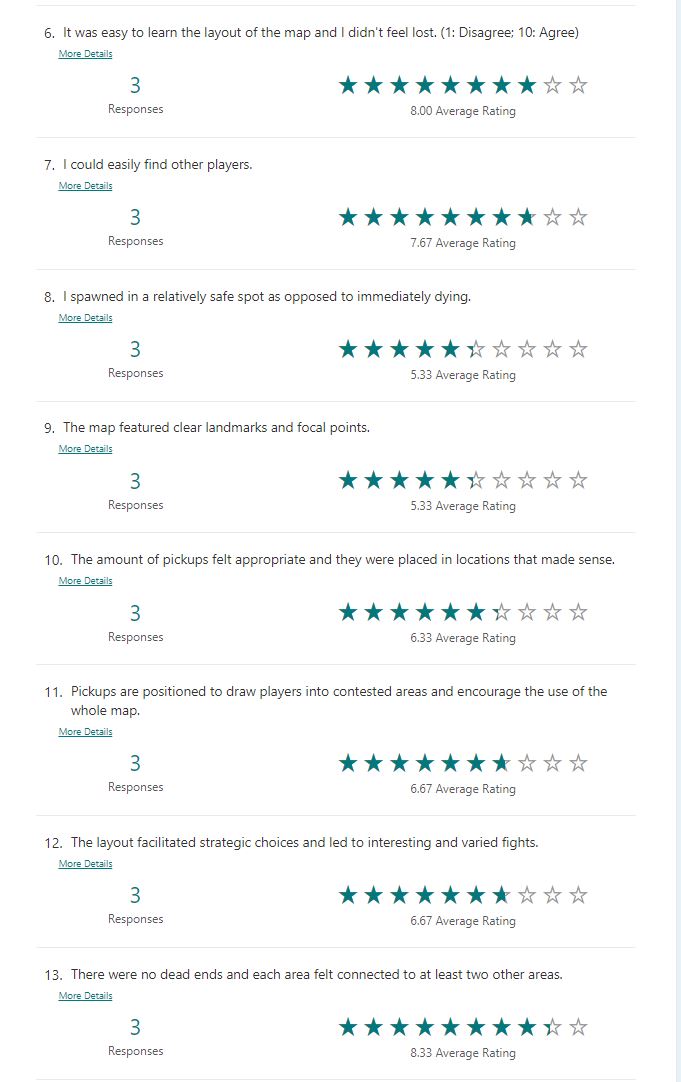 6. It was easy to learn the layout of the map and I didn't feel lost. (1: Disagree; 10: Agree)
More Details
3
Responses
8.00 Average Rating
7. I could easily find other players.
More Details
3
Responses
7.67 Average Rating
8. I spawned in a relatively safe spot as opposed to immediately dying.
More Details
3
Responses
5.33 Average Rating
9. The map featured clear landmarks and focal points.
More Details
3
Responses
5.33 Average Rating
10. The amount of pickups felt appropriate and they were placed in locations that made sense.
More Details
3
Responses
6.33 Average Rating
11. Pickups are positioned to draw players into contested areas and encourage the use of the
whole map.
More Details
3
Responses
6.67 Average Rating
12. The layout facilitated strategic choices and led to interesting and varied fights.
More Details
3
Responses
6.67 Average Rating
13. There were no dead ends and each area felt connected to at least two other areas.
More Details
3
Responses
8.33 Average Rating